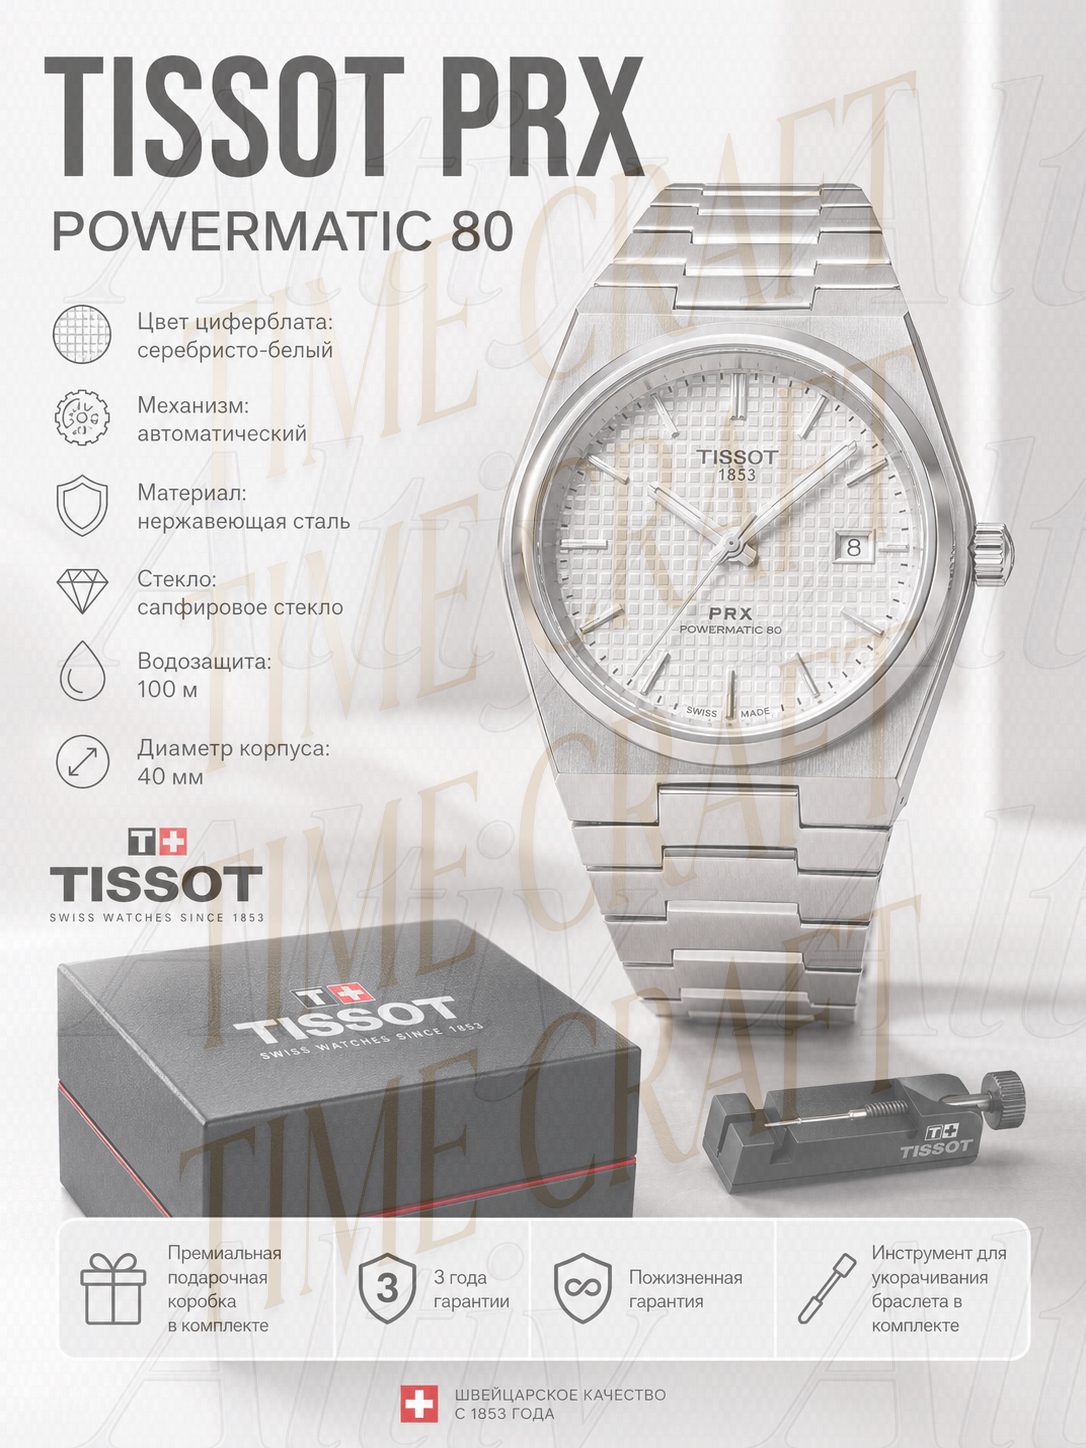 TISSOT PRX
POWERMATIC 80
Цвет циферблата:
серебристо-белый
Механизм:
автоматический
Материал:
нержавеющая сталь
Стекло:
сапфировое стекло
Водозащита:
100 м
Диаметр корпуса:
40 мм
TISSOT
1853
8
PRX
POWERMATIC 80
SWISS MADE
T+
TISSOT
SWISS WATCHES SINCE 1853
T+
TISSOT
SWISS WATCHES SINCE 1853
T+
TISSOT
Премиальная
подарочная
коробка
в комплекте
3
3 года
гарантии
Пожизненная
гарантия
Инструмент для
укорачивания
браслета в
комплекте
ШВЕЙЦАРСКОЕ КАЧЕСТВО
С 1853 ГОДА
TIME CRAFT
TIME CRAFT
TIME CRAFT
TIME CRAFT